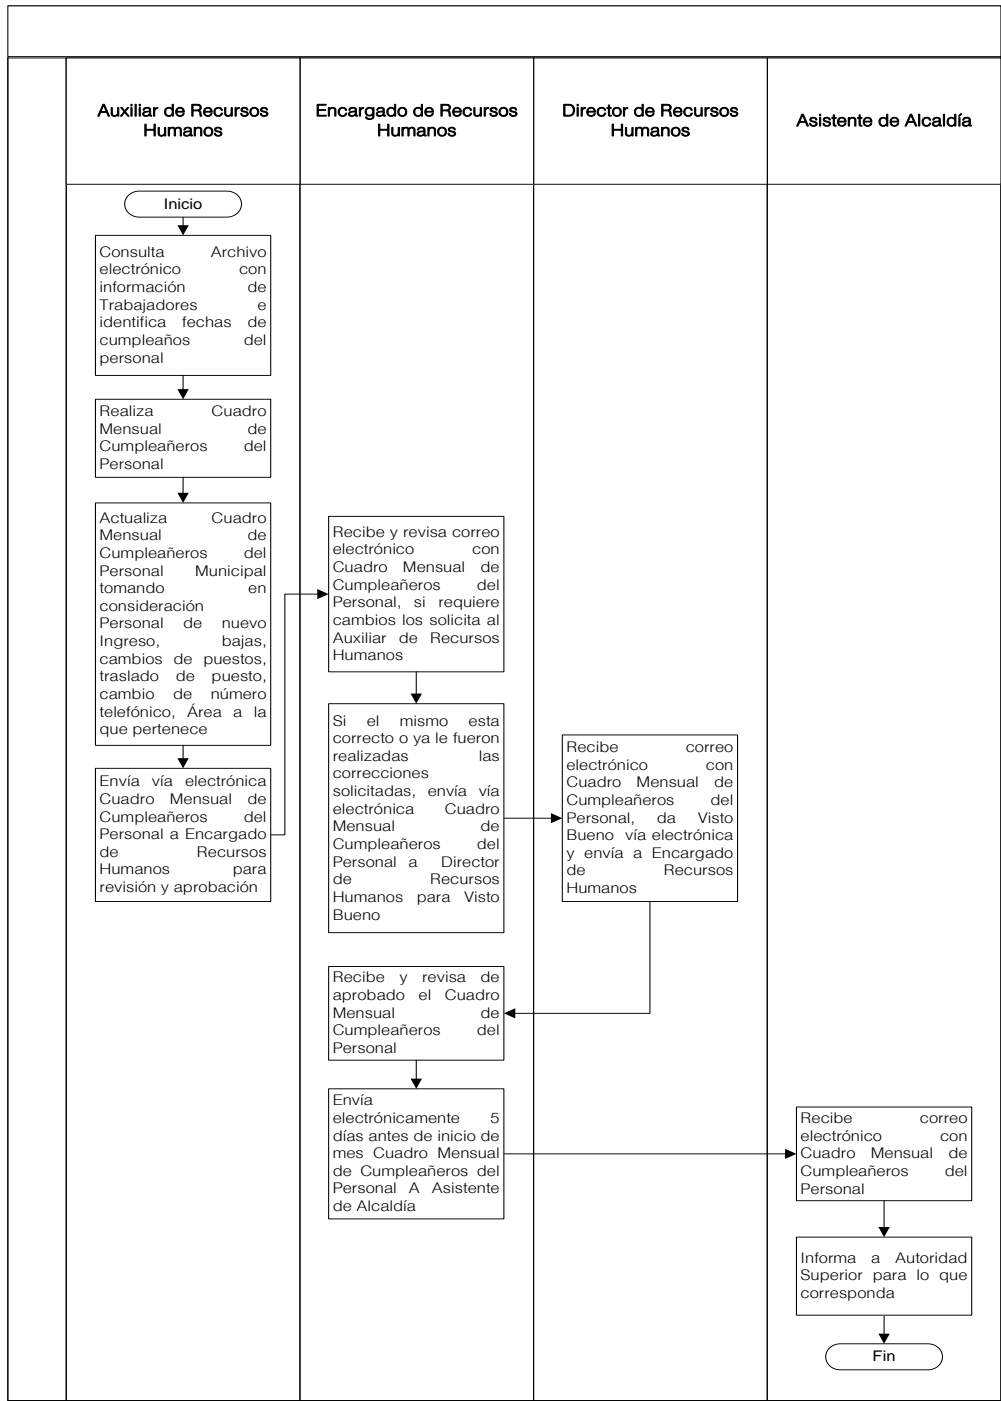 Auxiliar de Recursos
Humanos
Encargado de Recursos
Humanos
Director de Recursos
Humanos
Asistente de Alcaldía
Inicio
Consulta Archivo
electrónico con
información de
Trabajadores e
identifica fechas de
cumpleaños del
personal
Realiza Cuadro
Mensual de
Cumpleañeros del
Personal
Actualiza Cuadro
Mensual de
Cumpleañeros del
Personal Municipal
tomando en
consideración
Personal de nuevo
Ingreso, bajas,
cambios de puestos,
traslado de puesto,
cambio de número
telefónico, Área a la
que pertenece
Envía vía electrónica
Cuadro Mensual de
Cumpleañeros del
Personal a Encargado
de Recursos
Humanos para
revisión y aprobación
Recibe y revisa correo
electrónico con
Cuadro Mensual de
Cumpleañeros del
Personal, si requiere
cambios los solicita al
Auxiliar de Recursos
Humanos
Si el mismo esta
correcto o ya le fueron
realizadas las
correcciones
solicitadas, envía vía
electrónica Cuadro
Mensual de
Cumpleañeros del
Personal a Director
de Recursos
Humanos para Visto
Bueno
Recibe correo
electrónico con
Cuadro Mensual de
Cumpleañeros del
Personal, da Visto
Bueno vía electrónica
y envía a Encargado
de Recursos
Humanos
Recibe y revisa de
aprobado el Cuadro
Mensual de
Cumpleañeros del
Personal
Envía
electrónicamente 5
días antes de inicio de
mes Cuadro Mensual
de Cumpleañeros del
Personal A Asistente
de Alcaldía
Recibe correo
electrónico con
Cuadro Mensual de
Cumpleañeros del
Personal
Informa a Autoridad
Superior para lo que
corresponda
Fin